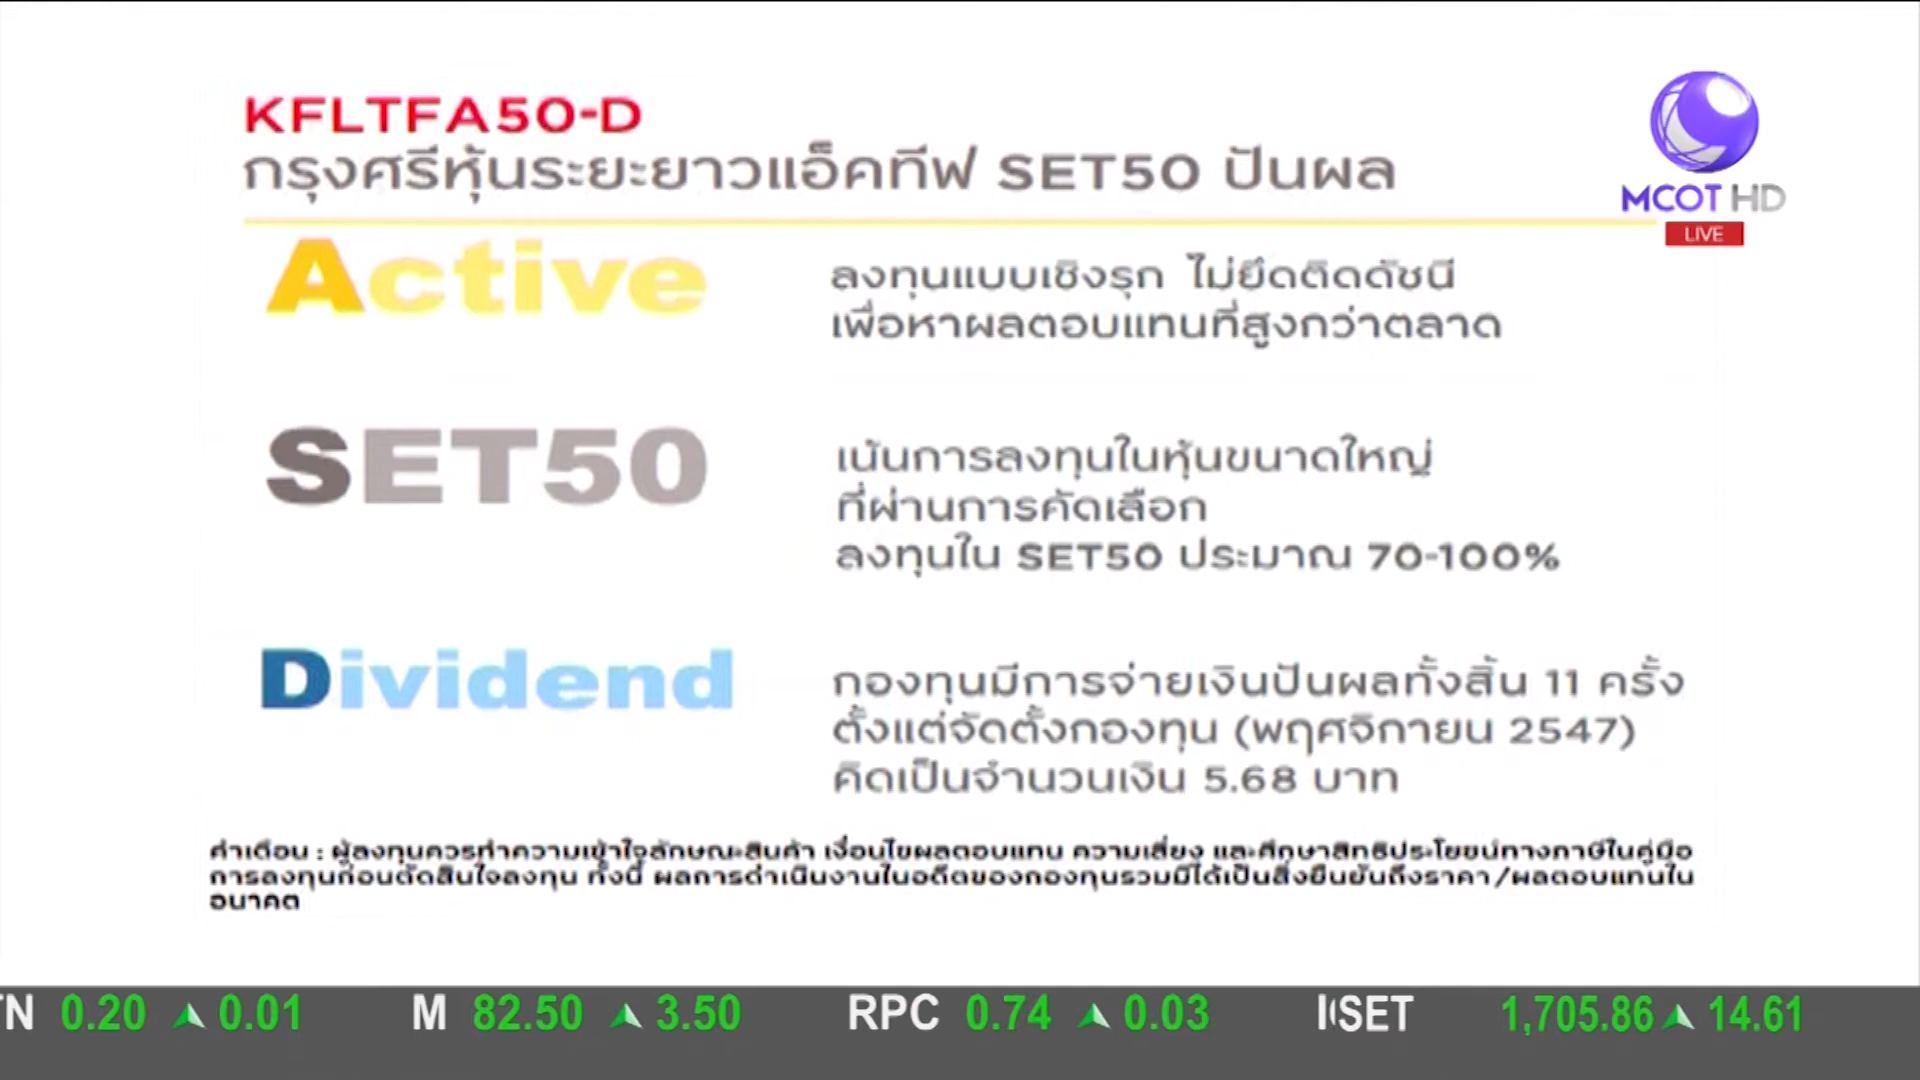 KFLTFA50-D
กรุงศรีหุ้นระยะยาวแอ็คทีฟ SET50 ปันผล
MCOT HD
LIVE
Active
ลงทุนแบบเชิงรุก ไม่ยึดติดดัชนี
เพื่อหาผลตอบแทนที่สูงกว่าตลาด
SET50
เน้นการลงทุนในหุ้นขนาดใหญ่
ที่ผ่านการคัดเลือก
ลงทุนใน SET50 ประมาณ 70-100%
Dividend
กองทุนมีการจ่ายเงินปันผลทั้งสิ้น 11 ครั้ง
ตั้งแต่จัดตั้งกองทุน (พฤศจิกายน 2547)
คิดเป็นจำนวนเงิน 5.68 บาท
คำเตือน : ผู้ลงทุนควรทำความเข้าใจลักษณะสินค้า เงื่อนไขผลตอบแทน ความเสี่ยง และศึกษาสิทธิประโยชน์ทางภาษีในคู่มือ
การลงทุนก่อนตัดสินใจลงทุน ทั้งนี้ ผลการดำเนินงานในอดีตของกองทุนรวมมิได้เป็นสิ่งยืนยันถึงราคา/ผลตอบแทนใน
อนาคต
N 0.20 ▲ 0.01 M 82.50 ▲ 3.50 RPC 0.74 ▲ 0.03 SET 1,705.86 ▲ 14.61